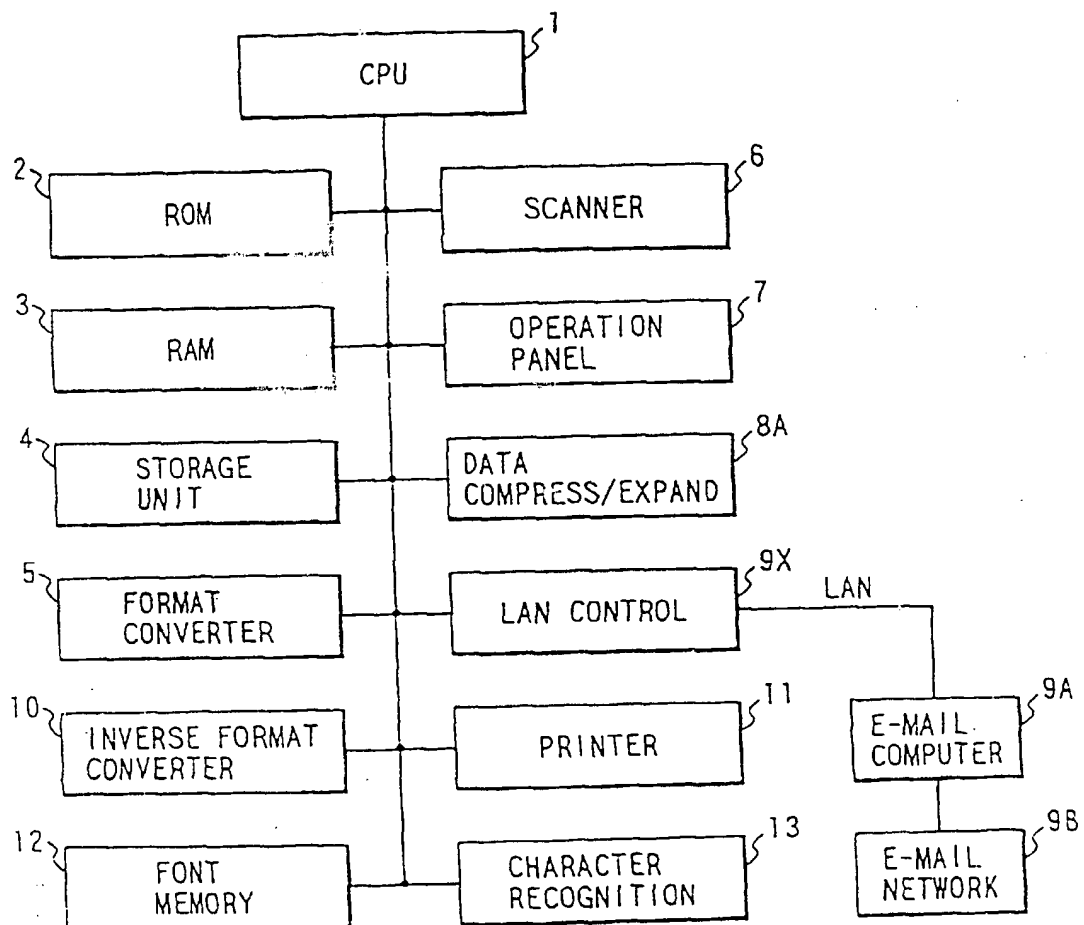 1
CPU
2
ROM
6
SCANNER
3
RAM
7
OPERATION
PANEL
4
STORAGE
UNIT
8A
DATA
COMPRESS/EXPAND
5
FORMAT
CONVERTER
9X
LAN CONTROL
LAN
10
INVERSE FORMAT
CONVERTER
11
PRINTER
9A
E-MAIL
COMPUTER
12
FONT
MEMORY
13
CHARACTER
RECOGNITION
9B
E-MAIL
NETWORK